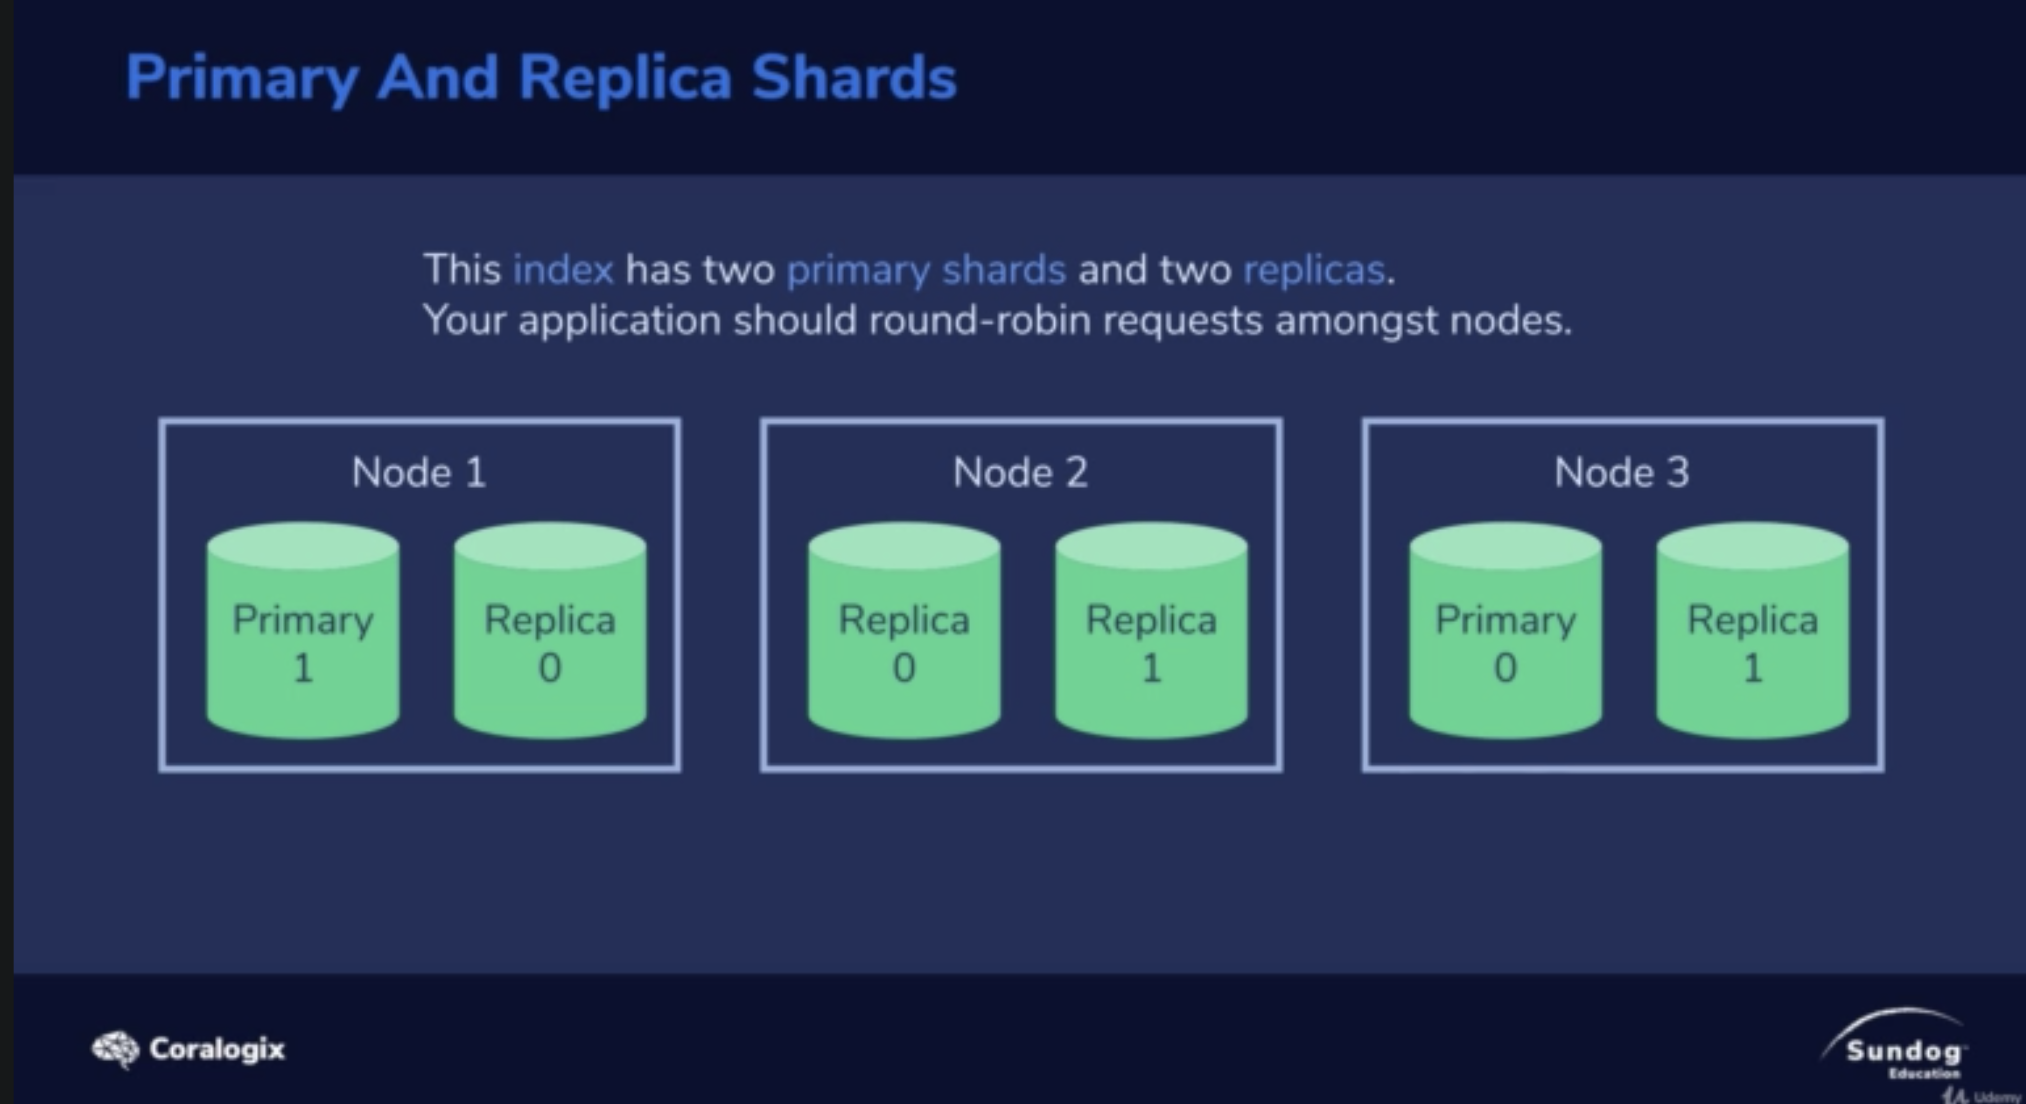 Primary And Replica Shards
This index has two primary shards and two replicas.
Your application should round-robin requests amongst nodes.
Node 1
Primary
1
Replica
0
Node 2
Replica
0
Replica
1
Node 3
Primary
0
Replica
1
Coralogix
Sundog
Education
Udemy